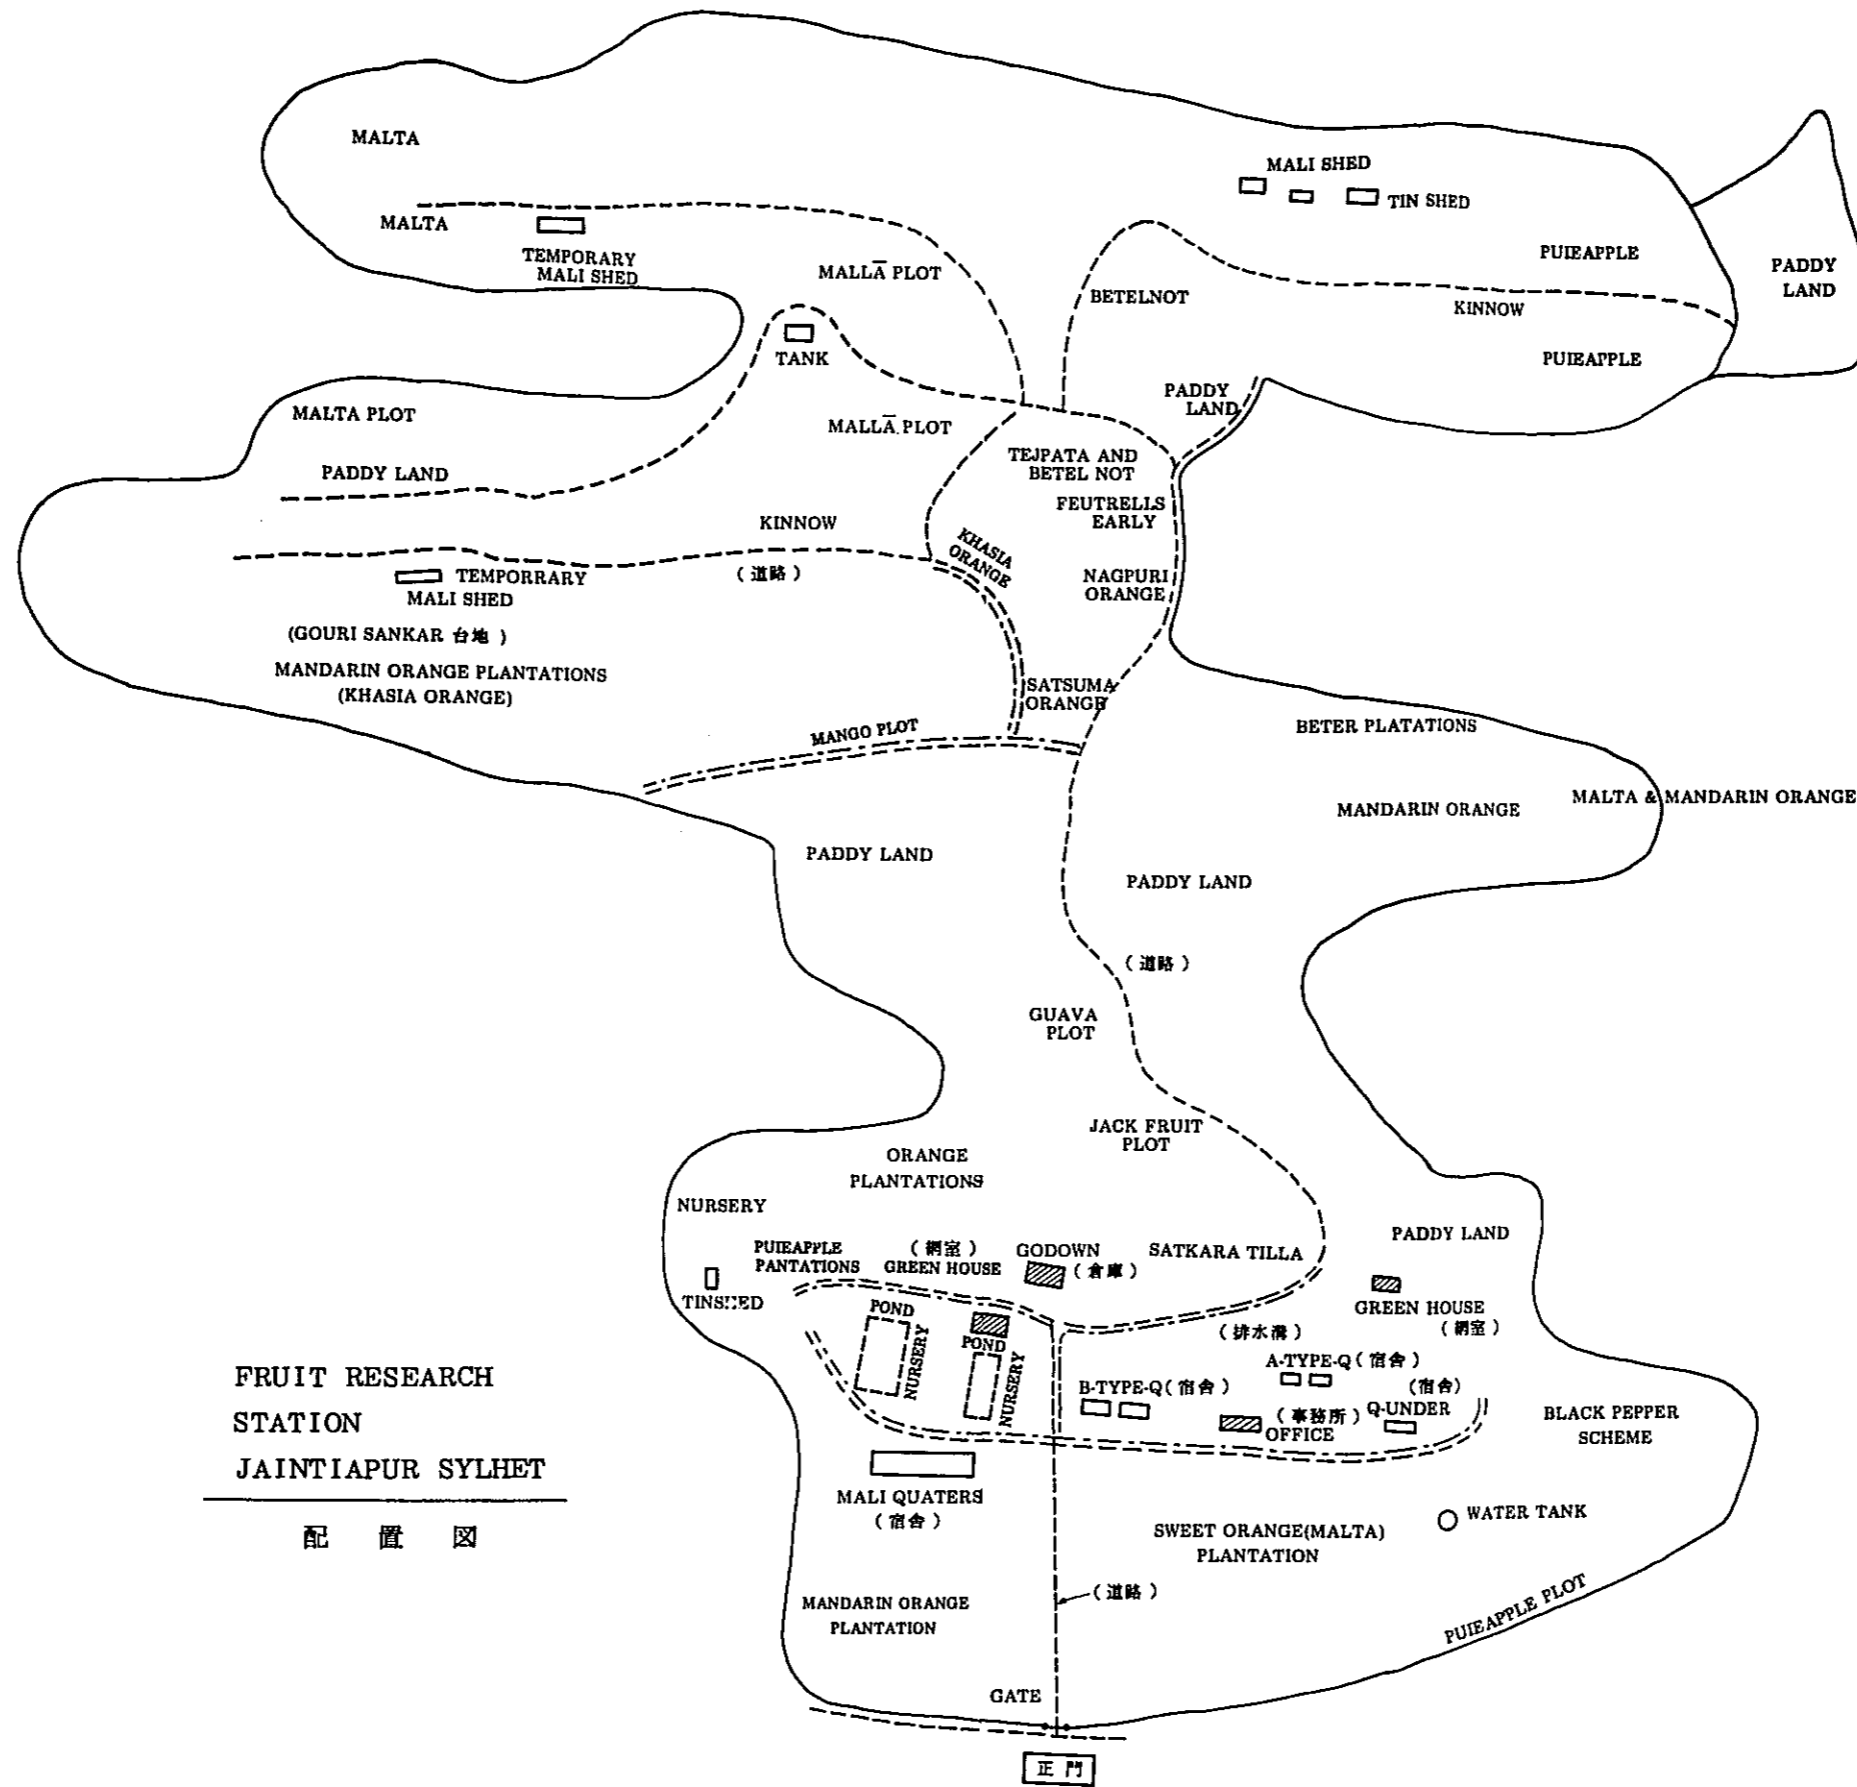 MALTA
MALI SHED
TIN SHED
MALTA
TEMPORARY
MALI SHED
MALLĀ PLOT
BETELNOT
PUIEAPPLE
PADDY
LAND
KINNOW
TANK
PUIEAPPLE
PADDY
LAND
MALTA PLOT
MALLĀ PLOT
TEJPATA AND
BETEL NOT
PADDY LAND
FEUTRELLS
EARLY
KINNOW
KHASIA
ORANGE
(道路)
NAGPURI
ORANGE
TEMPORRARY
MALI SHED
(GOURI SANKAR 台地)
MANDARIN ORANGE PLANTATIONS
(KHASIA ORANGE)
SATSUMA
ORANGE
MANGO PLOT
BETER PLATATIONS
MANDARIN ORANGE
MALTA & MANDARIN ORANGE
PADDY LAND
PADDY LAND
(道路)
GUAVA
PLOT
JACK FRUIT
PLOT
ORANGE
PLANTATIONS
NURSERY
PADDY LAND
PUIEAPPLE
PANTATIONS
(網室)
GREEN HOUSE
GODOWN
(倉庫)
SATKARA TILLA
TINSHED
POND
NURSERY
POND
NURSERY
GREEN HOUSE
(網室)
(排水溝)
A-TYPE-Q(宿舎)
B-TYPE-Q(宿舎)
(宿舎)
Q-UNDER
(事務所)
OFFICE
BLACK PEPPER
SCHEME
FRUIT RESEARCH
STATION
JAINTIAPUR SYLHET
配置図
MALI QUATERS
(宿舎)
WATER TANK
SWEET ORANGE(MALTA)
PLANTATION
(道路)
MANDARIN ORANGE
PLANTATION
PUIEAPPLE PLOT
GATE
正門